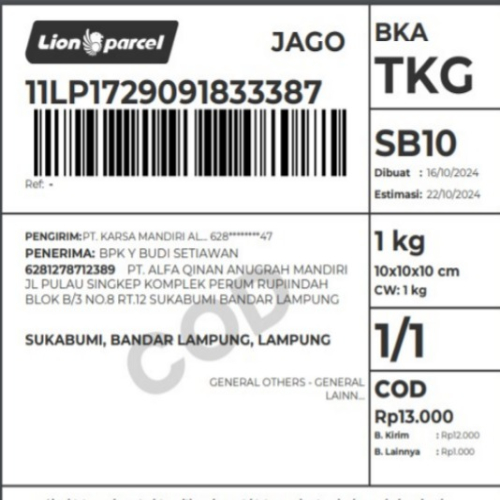 Lion parcel
JAGO
11LP1729091833387
Ref: -
BKA
TKG
SB10
Dibuat : 16/10/2024
Estimasi: 22/10/2024
PENGIRIM:PT. KARSA MANDIRI AL... 628********47
PENERIMA: BPK Y BUDI SETIAWAN
6281278712389 PT. ALFA QINAN ANUGRAH MANDIRI
JL PULAU SINGKEP KOMPLEK PERUM RUPINDAH
BLOK B/3 NO.8 RT.12 SUKABUMI BANDAR LAMPUNG
SUKABUMI, BANDAR LAMPUNG, LAMPUNG
COD
GENERAL OTHERS - GENERAL
LAINN...
1 kg
10x10x10 cm
CW: 1 kg
1/1
COD
Rp13.000
B. Kirim : Rp12.000
B. Lainnya : Rp1.000